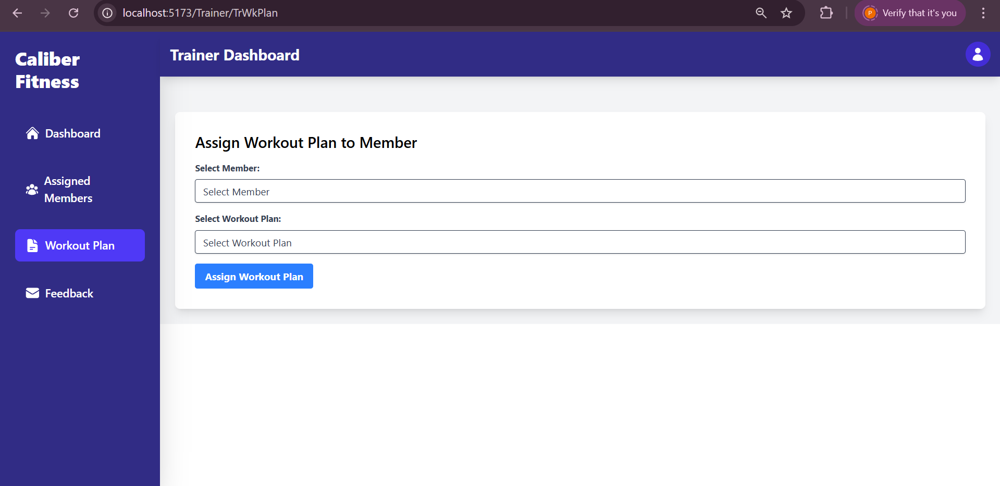 localhost:5173/Trainer/TrWkPlan
P
Verify that it's you
Caliber
Fitness
Trainer Dashboard
Dashboard
Assigned
Members
Workout Plan
Feedback
Assign Workout Plan to Member
Select Member:
Select Member
Select Workout Plan:
Select Workout Plan
Assign Workout Plan